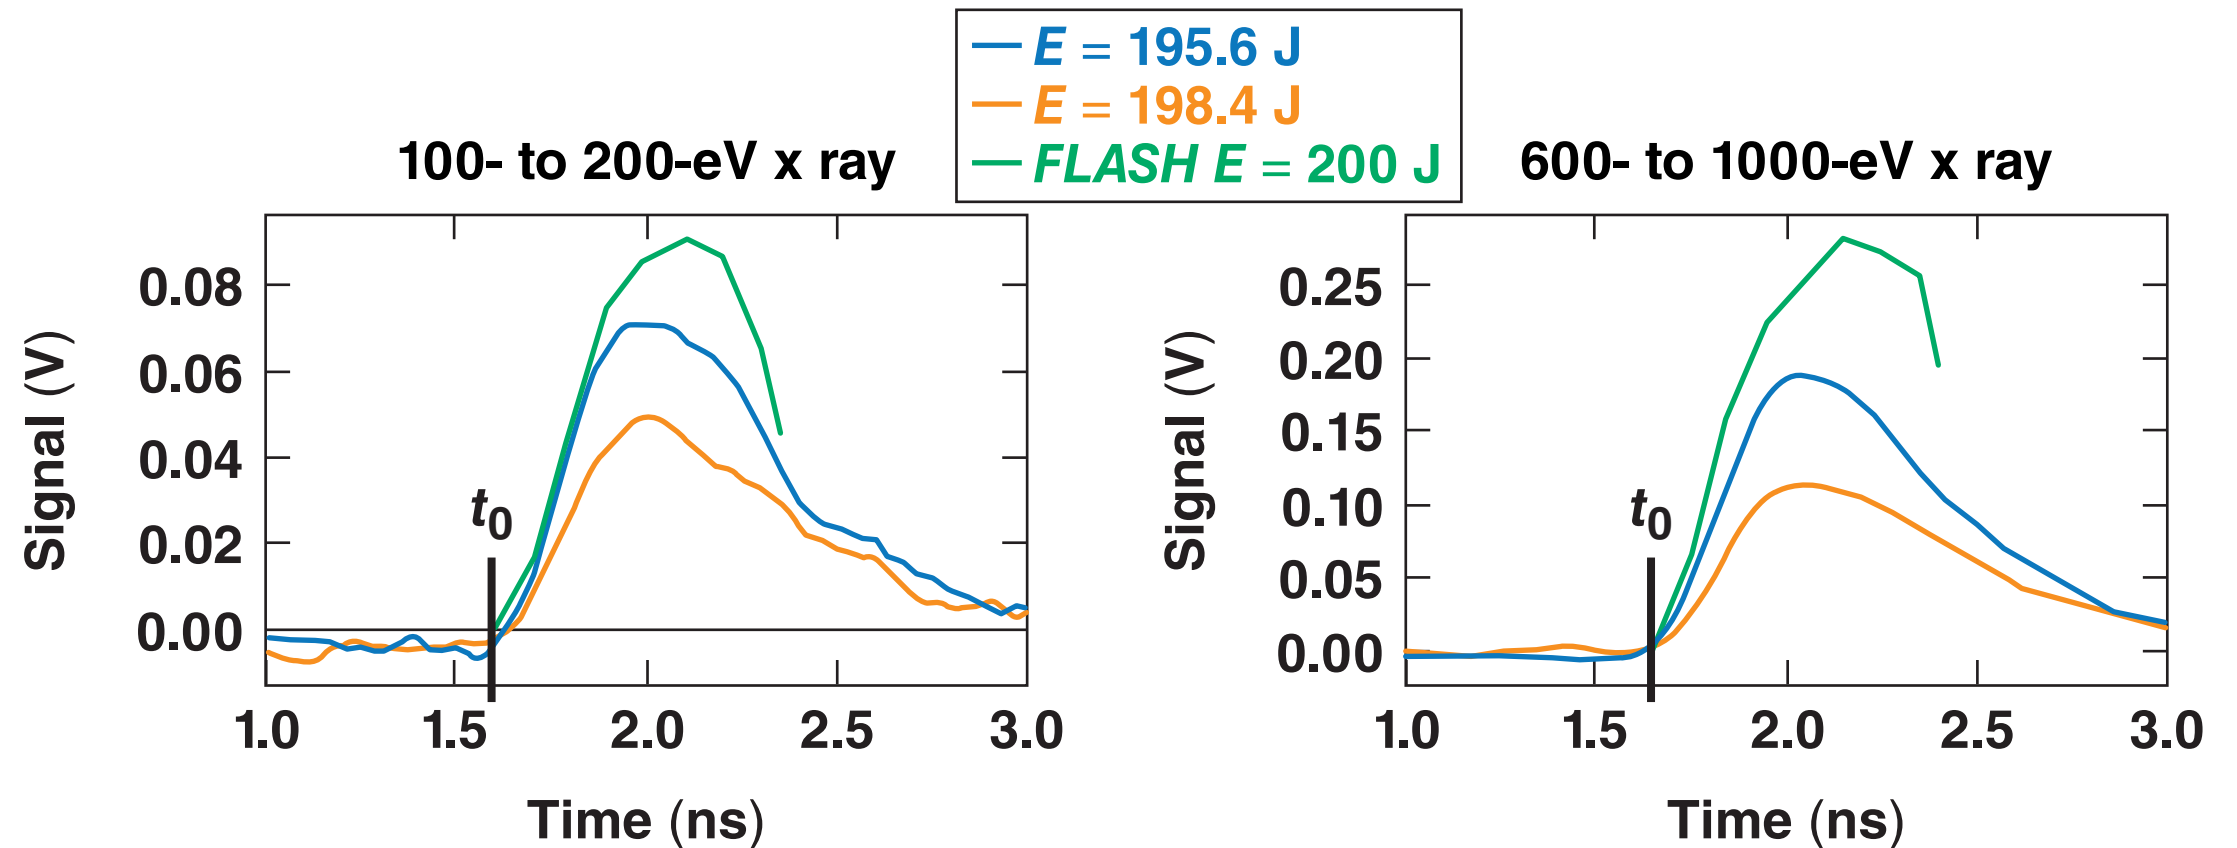 E = 195.6 J
E = 198.4 J
FLASH E = 200 J
100- to 200-eV x ray
Signal (V)
0.08
0.06
0.04
0.02
0.00
t0
1.0 1.5 2.0 2.5 3.0
Time (ns)
600- to 1000-eV x ray
Signal (V)
0.25
0.20
0.15
0.10
0.05
0.00
t0
1.0 1.5 2.0 2.5 3.0
Time (ns)